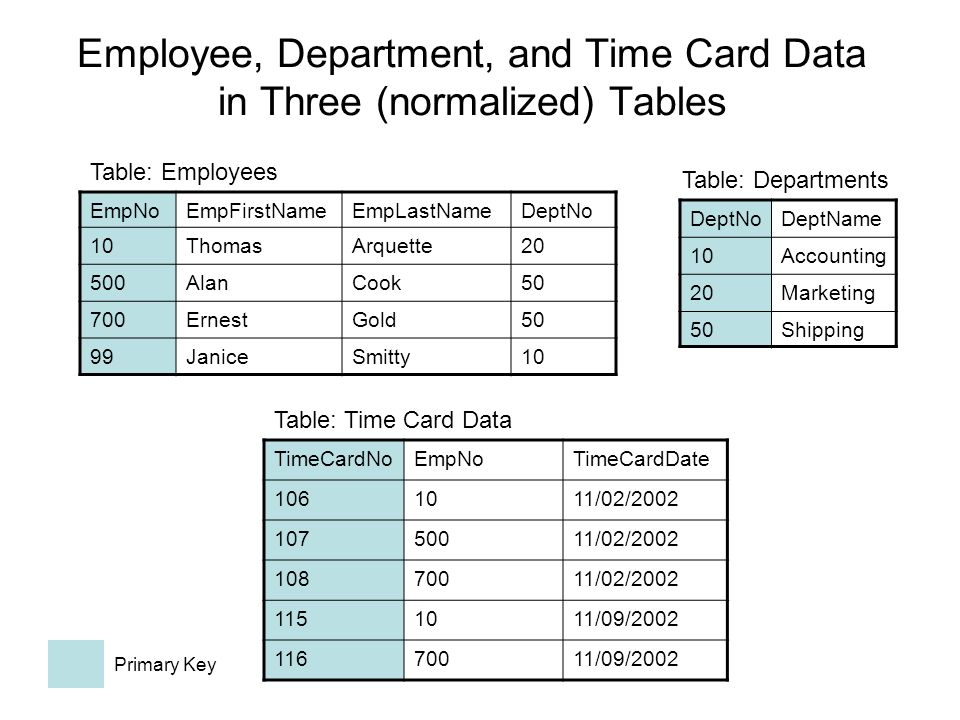 Employee, Department, and Time Card Data
in Three (normalized) Tables
Table: Employees
EmpNo EmpFirstName EmpLastName DeptNo
10 Thomas Arquette 20
500 Alan Cook 50
700 Ernest Gold 50
99 Janice Smitty 10
Table: Departments
DeptNo DeptName
10 Accounting
20 Marketing
50 Shipping
Table: Time Card Data
TimeCardNo EmpNo TimeCardDate
106 10 11/02/2002
107 500 11/02/2002
108 700 11/02/2002
115 10 11/09/2002
116 700 11/09/2002
Primary Key